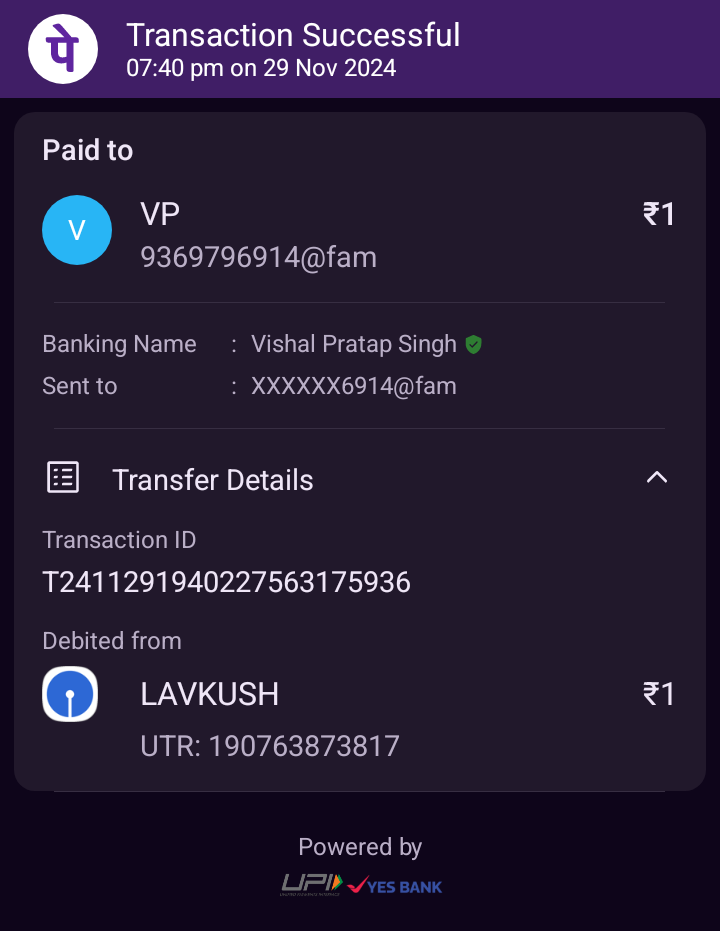 पे
Transaction Successful
07:40 pm on 29 Nov 2024
Paid to
V
VP
₹1
9369796914@fam
Banking Name : Vishal Pratap Singh
Sent to : XXXXXX6914@fam
Transfer Details
Transaction ID
T2411291940227563175936
Debited from
LAVKUSH
₹1
UTR: 190763873817
Powered by
UPI YES BANK